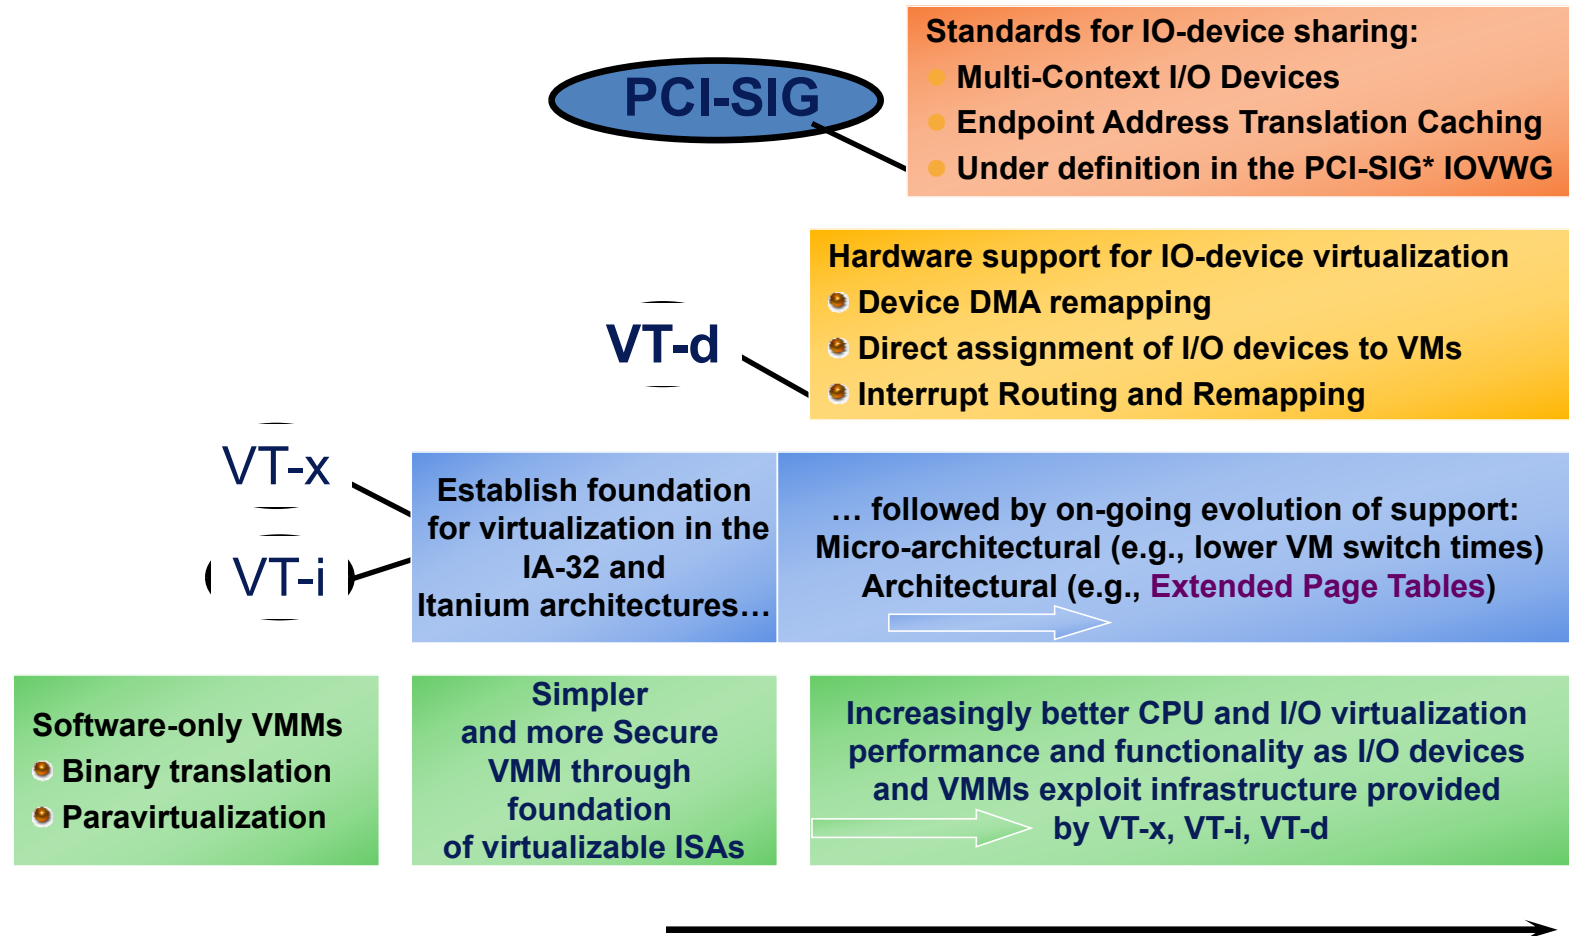 PCI-SIG
Standards for IO-device sharing:
Multi-Context I/O Devices
Endpoint Address Translation Caching
Under definition in the PCI-SIG* IOVWG
VT-d
Hardware support for IO-device virtualization
Device DMA remapping
Direct assignment of I/O devices to VMs
Interrupt Routing and Remapping
VT-x
VT-i
Establish foundation
for virtualization in the
IA-32 and
Itanium architectures…
… followed by on-going evolution of support:
Micro-architectural (e.g., lower VM switch times)
Architectural (e.g., Extended Page Tables)
Software-only VMMs
Binary translation
Paravirtualization
Simpler
and more Secure
VMM through
foundation
of virtualizable ISAs
Increasingly better CPU and I/O virtualization
performance and functionality as I/O devices
and VMMs exploit infrastructure provided
by VT-x, VT-i, VT-d